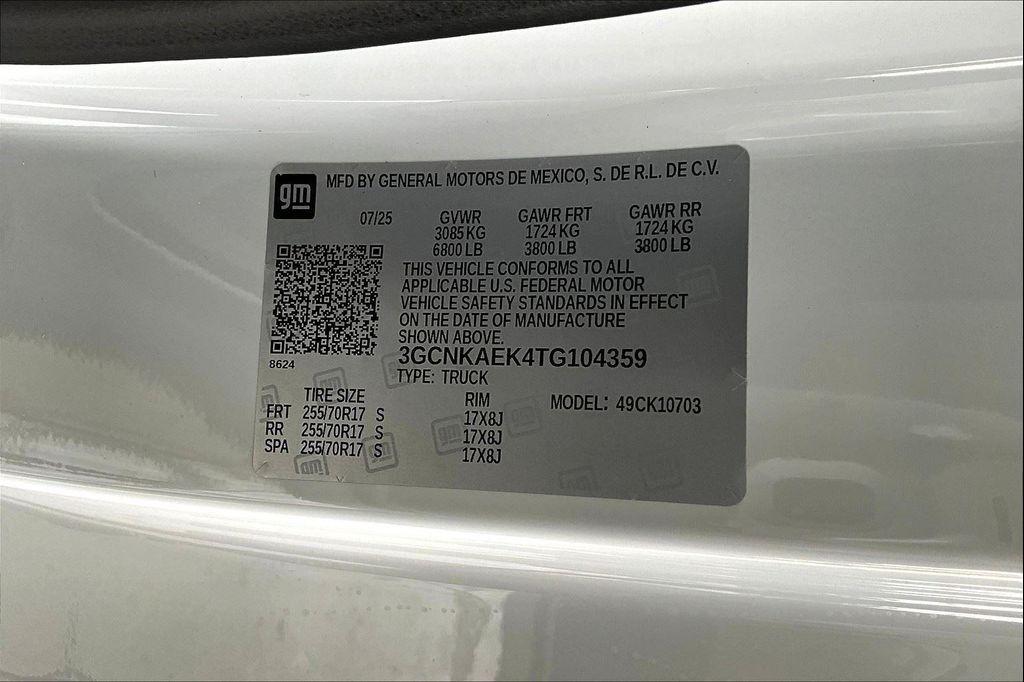 gm MFD BY GENERAL MOTORS DE MEXICO, S. DE R.L. DE C.V.
07/25 GVWR GAWR FRT GAWR RR
3085 KG 1724 KG 1724 KG
6800 LB 3800 LB 3800 LB
THIS VEHICLE CONFORMS TO ALL
APPLICABLE U.S. FEDERAL MOTOR
VEHICLE SAFETY STANDARDS IN EFFECT
ON THE DATE OF MANUFACTURE
SHOWN ABOVE.
8624
3GCNKAEK4TG104359
TYPE: TRUCK
TIRE SIZE RIM MODEL: 49CK10703
FRT 255/70R17 S 17X8J
RR 255/70R17 S 17X8J
SPA 255/70R17 S 17X8J